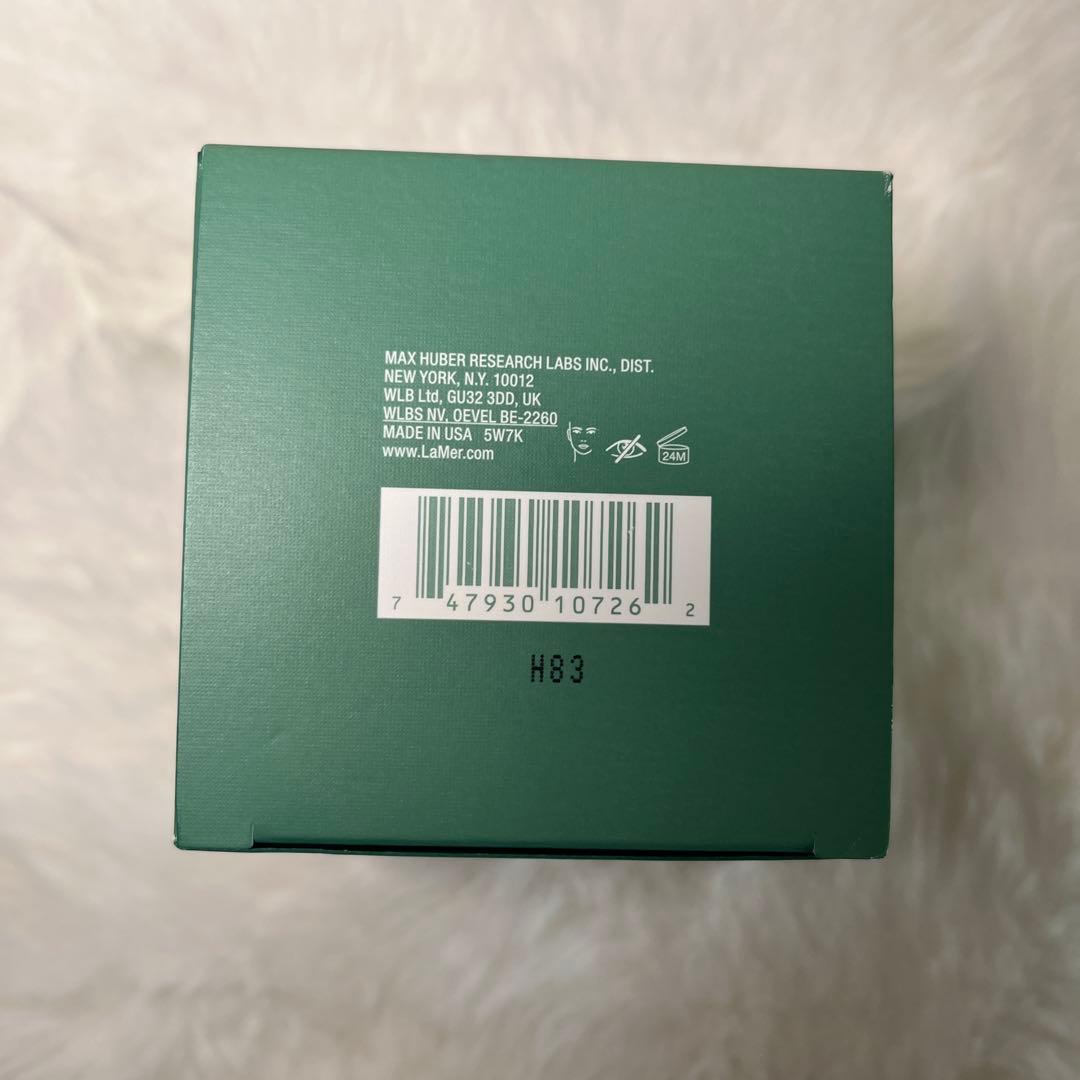 MAX HUBER RESEARCH LABS INC., DIST.
NEW YORK, N.Y. 10012
WLB Ltd, GU32 3DD, UK
WLBS NV, OEVEL BE-2260
MADE IN USA 5W7K
www.LaMer.com
24M
7 47930 10726 2
H83